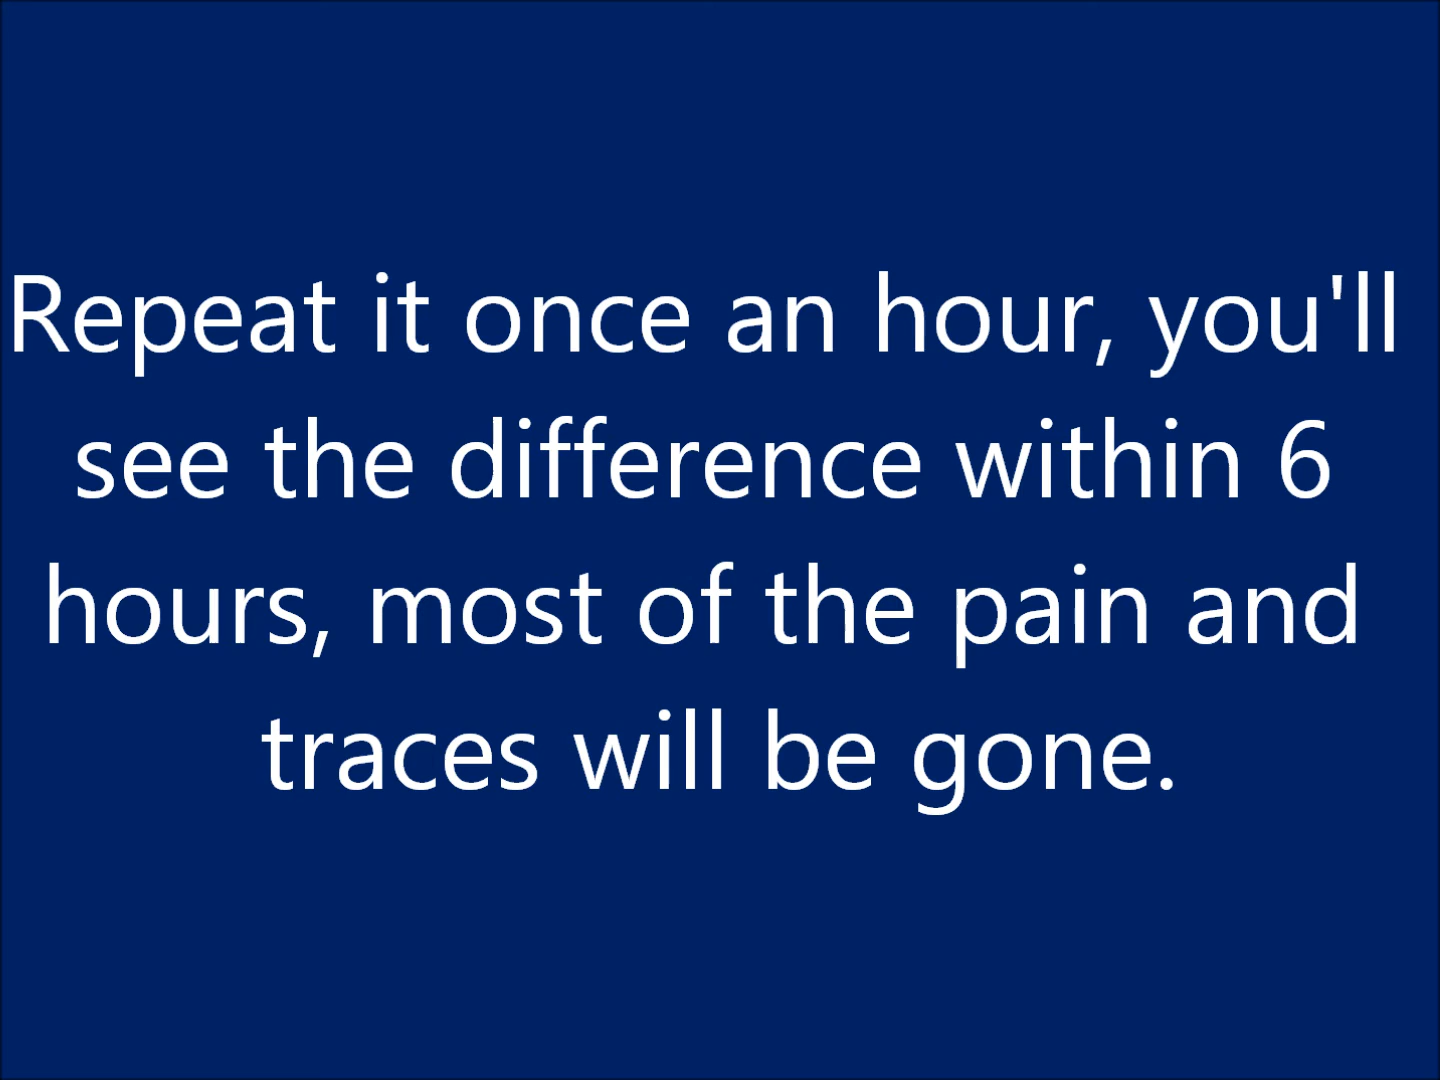 Repeat it once an hour, you'll
see the difference within 6
hours, most of the pain and
traces will be gone.